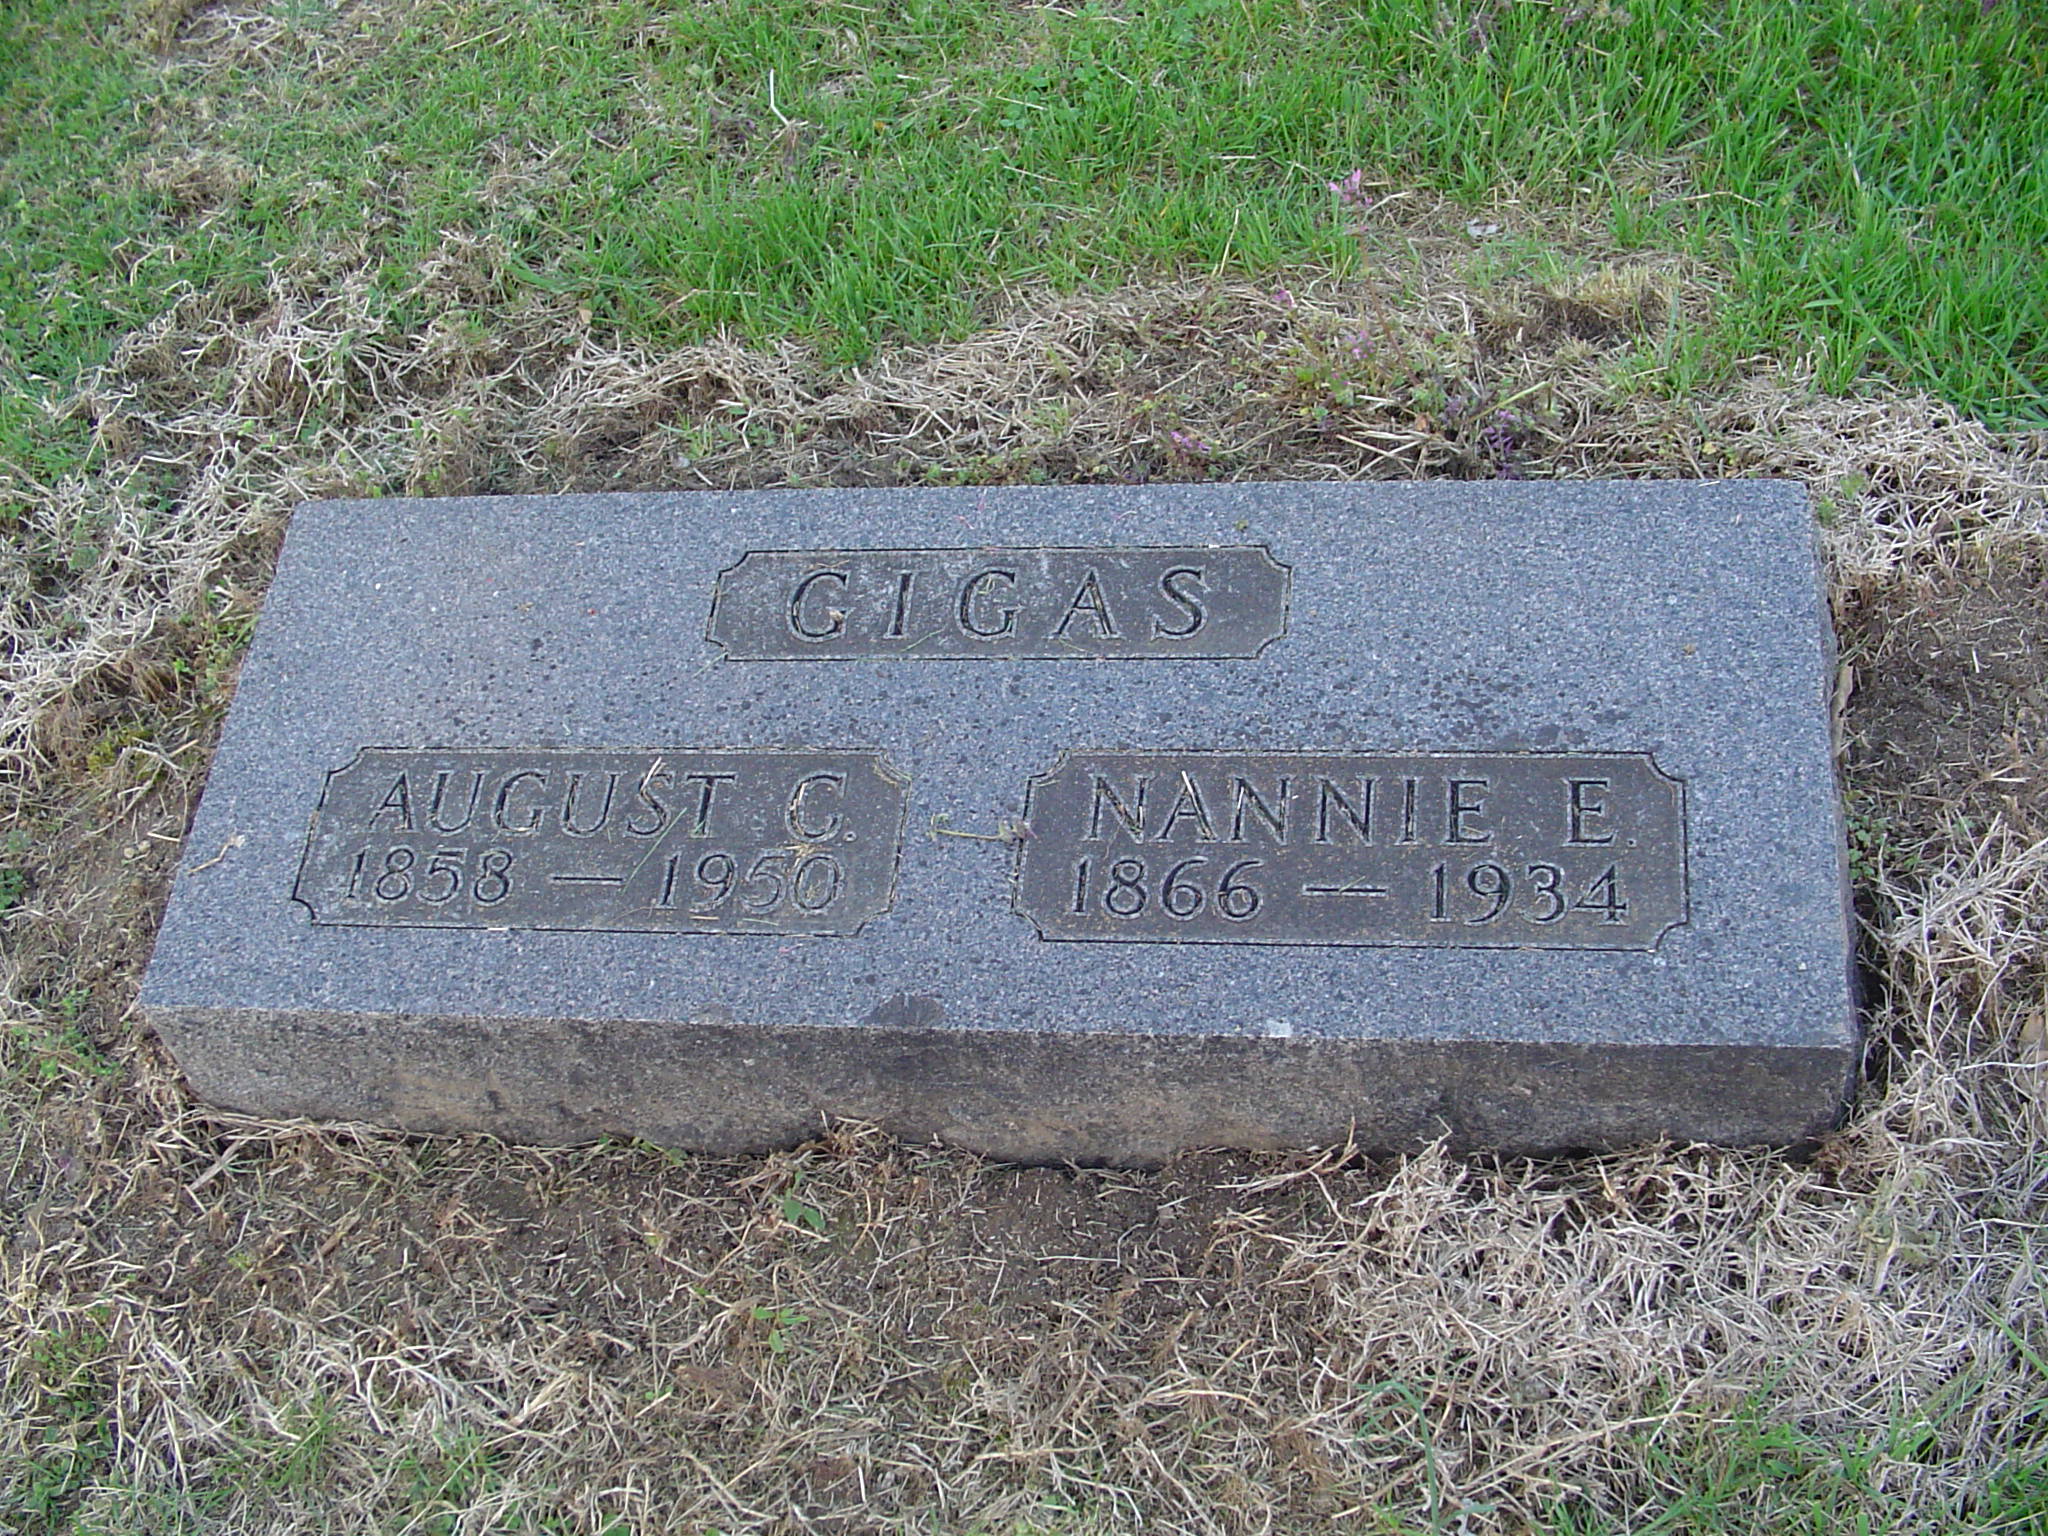 GIGAS
AUGUST C.
1858 — 1950
NANNIE E.
1866 — 1934